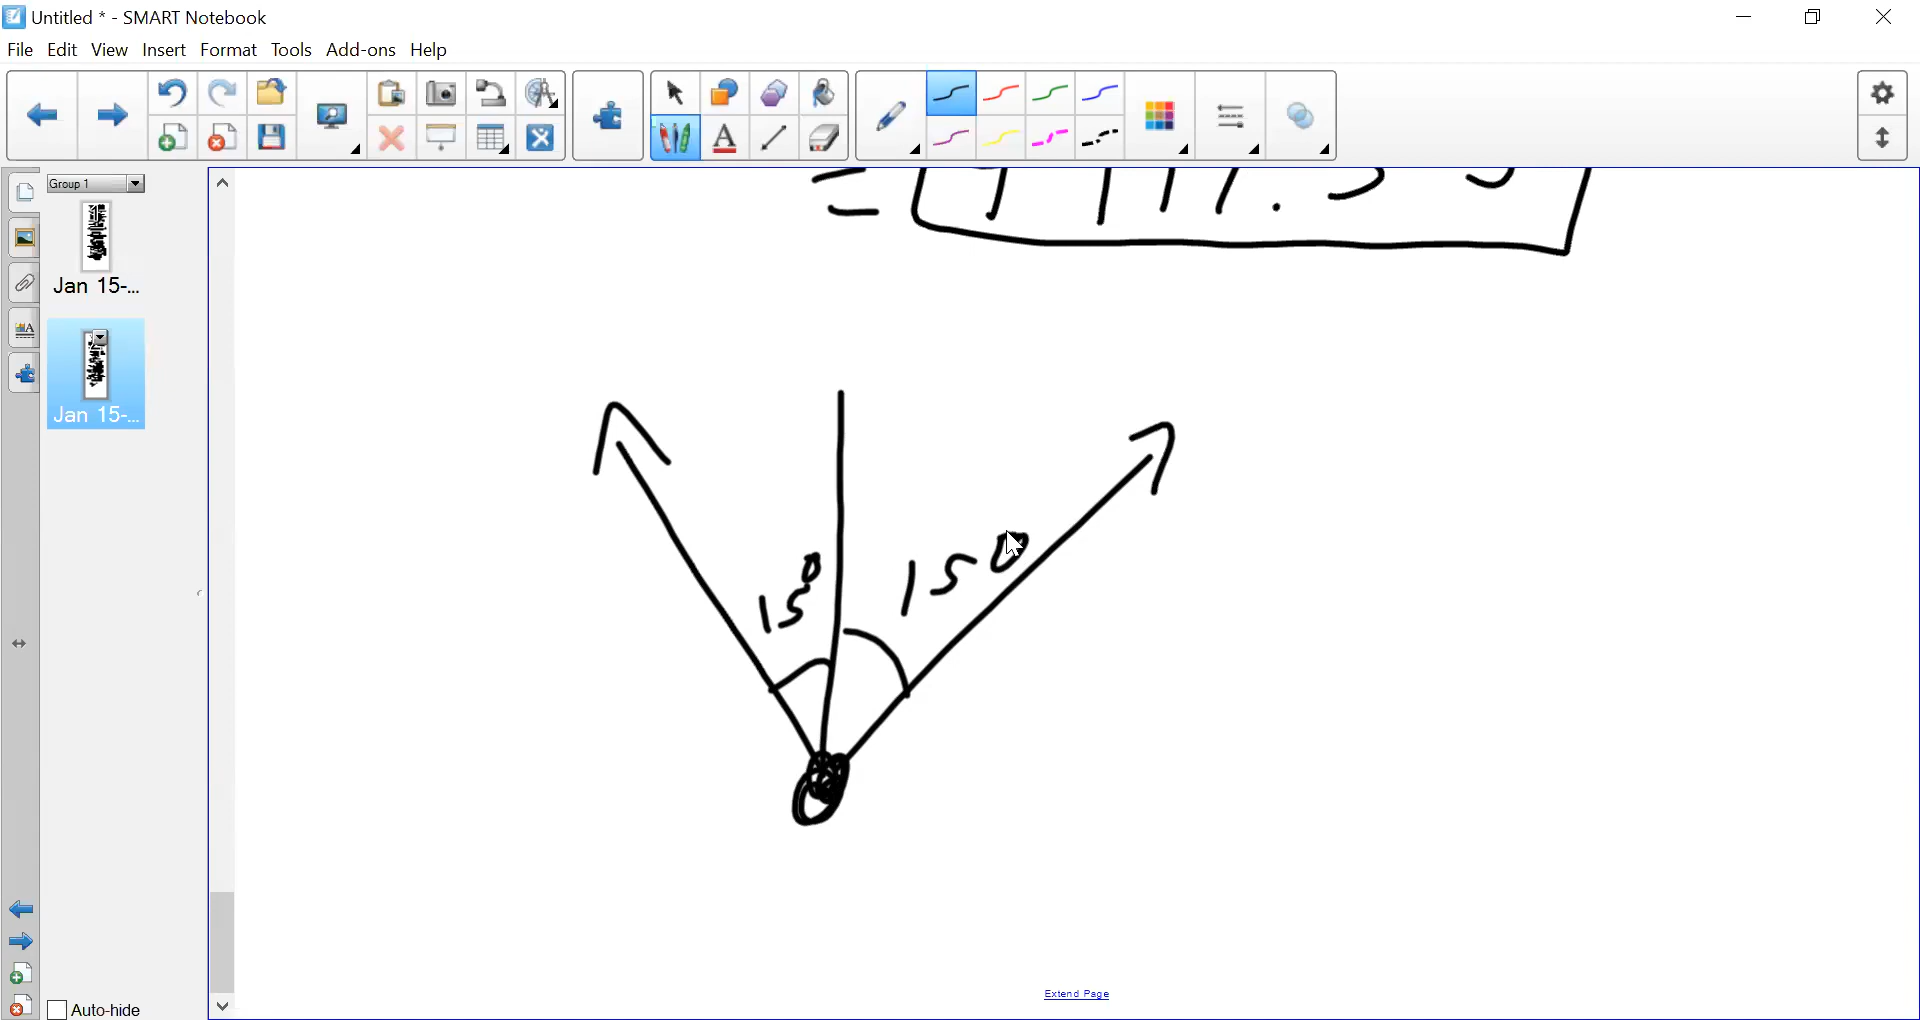 Untitled * - SMART Notebook
File Edit View Insert Format Tools Add-ons Help
Group 1
Jan 15-...
Jan 15-...
=
15°
15°
Extend Page
Auto-hide